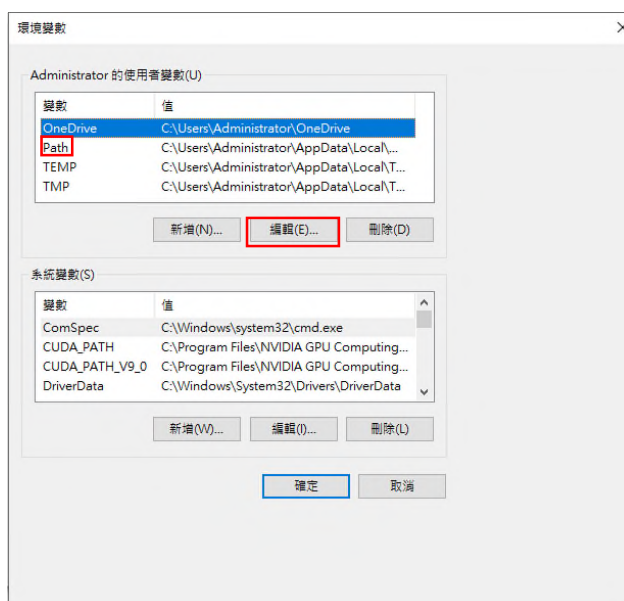 環境變數
Administrator 的使用者變數(U)
變數 值
OneDrive C:\Users\Administrator\OneDrive
Path C:\Users\Administrator\AppData\Local\...
TEMP C:\Users\Administrator\AppData\Local\T...
TMP C:\Users\Administrator\AppData\Local\T...
新增(N)... 編輯(E)... 刪除(D)
系統變數(S)
變數 值
ComSpec C:\Windows\system32\cmd.exe
CUDA_PATH C:\Program Files\NVIDIA GPU Computing...
CUDA_PATH_V9_0 C:\Program Files\NVIDIA GPU Computing...
DriverData C:\Windows\System32\Drivers\DriverData
新增(W)... 編輯(I)... 刪除(L)
確定 取消